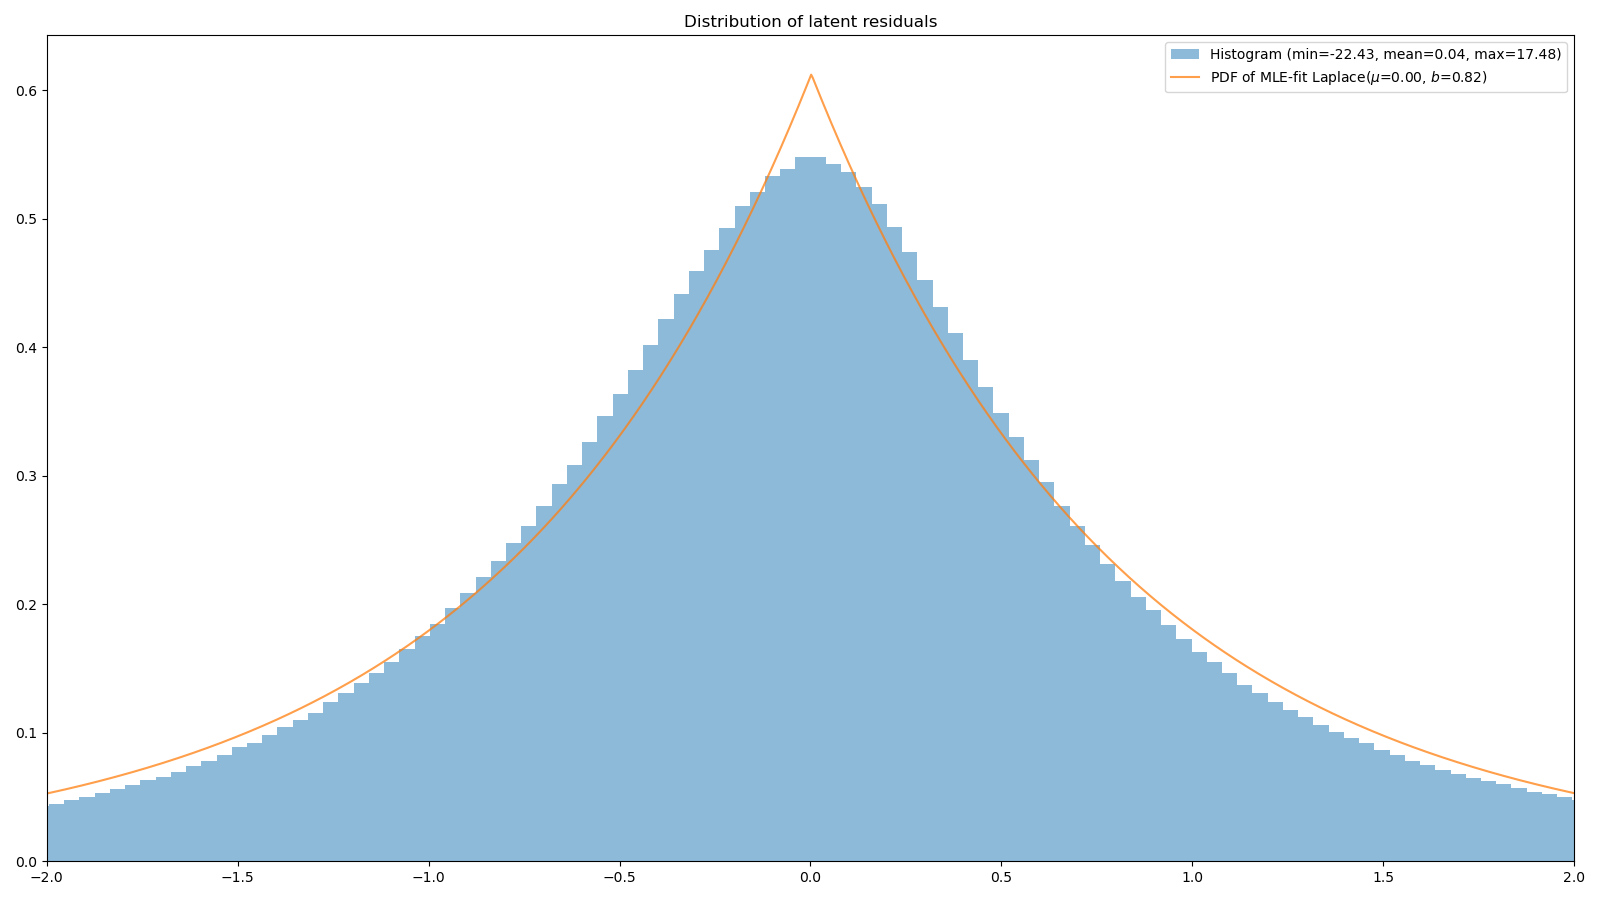 Distribution of latent residuals
Histogram (min=-22.43, mean=0.04, max=17.48)
PDF of MLE-fit Laplace(μ=0.00, b=0.82)
0.6
0.5
0.4
0.3
0.2
0.1
0.0
−2.0 −1.5 −1.0 −0.5 0.0 0.5 1.0 1.5 2.0